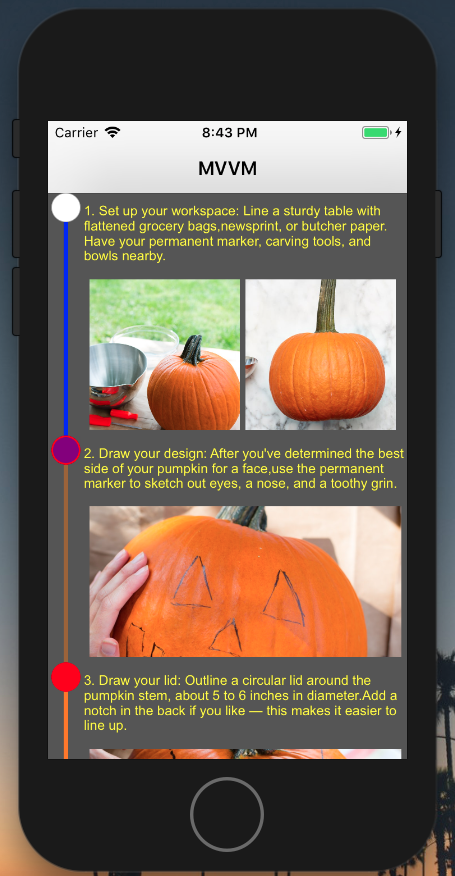 Carrier 8:43 PM
MVVM
1. Set up your workspace: Line a sturdy table with
flattened grocery bags,newsprint, or butcher paper.
Have your permanent marker, carving tools, and
bowls nearby.
2. Draw your design: After you've determined the best
side of your pumpkin for a face,use the permanent
marker to sketch out eyes, a nose, and a toothy grin.
3. Draw your lid: Outline a circular lid around the
pumpkin stem, about 5 to 6 inches in diameter.Add a
notch in the back if you like — this makes it easier to
line up.